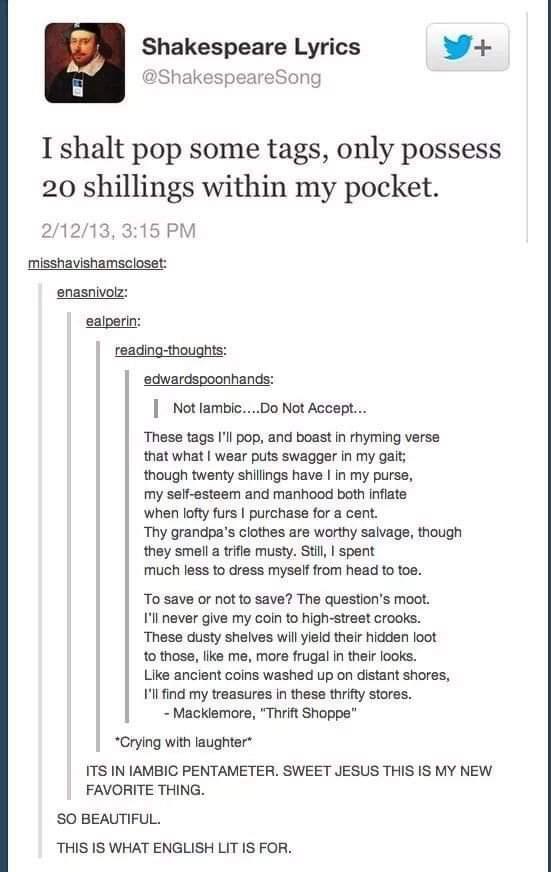 Shakespeare Lyrics
@ShakespeareSong
I shalt pop some tags, only possess
20 shillings within my pocket.
2/12/13, 3:15 PM
misshavishamscloset:
enasnivolz:
ealperin:
reading-thoughts:
edwardspoonhands:
Not Iambic....Do Not Accept...
These tags I'll pop, and boast in rhyming verse
that what I wear puts swagger in my gait;
though twenty shillings have I in my purse,
my self-esteem and manhood both inflate
when lofty furs I purchase for a cent.
Thy grandpa's clothes are worthy salvage, though
they smell a trifle musty. Still, I spent
much less to dress myself from head to toe.
To save or not to save? The question's moot.
I'll never give my coin to high-street crooks.
These dusty shelves will yield their hidden loot
to those, like me, more frugal in their looks.
Like ancient coins washed up on distant shores,
I'll find my treasures in these thrifty stores.
- Macklemore, "Thrift Shoppe"
*Crying with laughter*
ITS IN IAMBIC PENTAMETER. SWEET JESUS THIS IS MY NEW
FAVORITE THING.
SO BEAUTIFUL.
THIS IS WHAT ENGLISH LIT IS FOR.